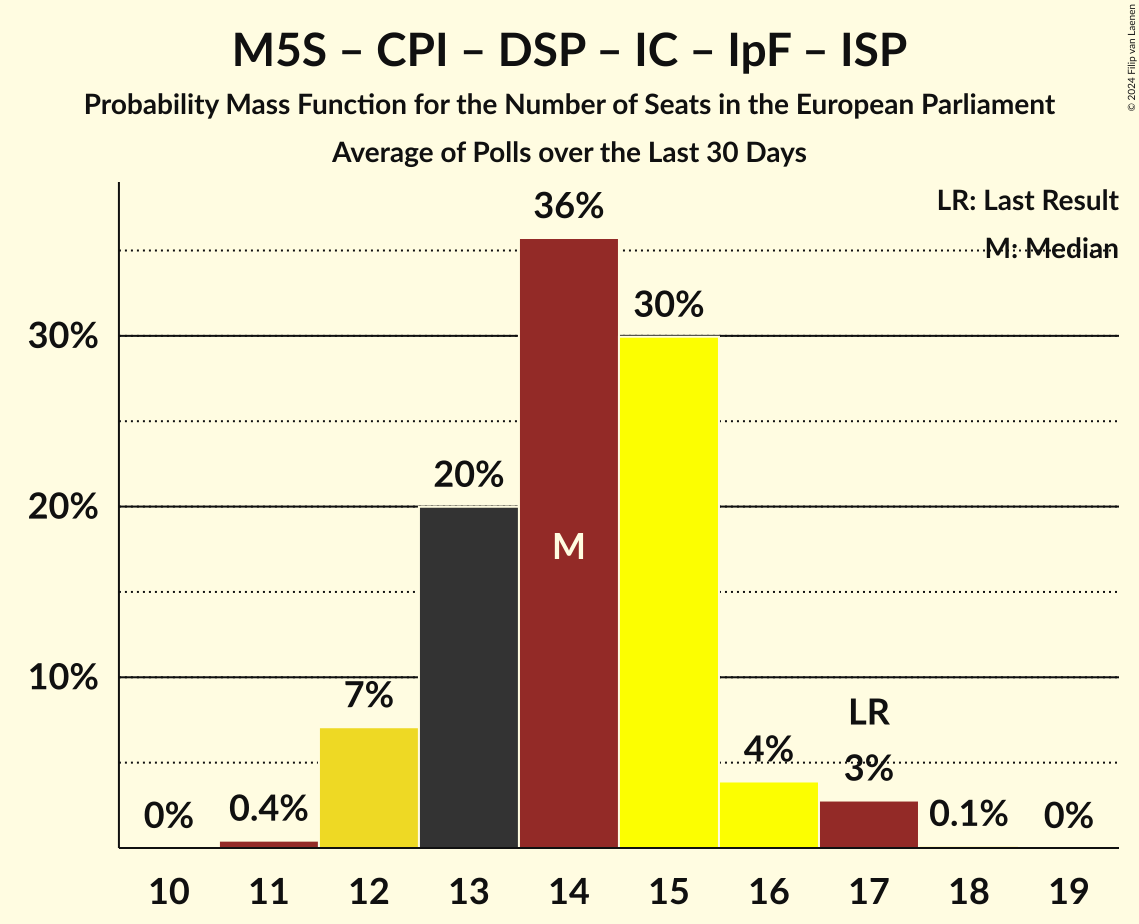 M5S – CPI – DSP – IC – IpF – ISP
Probability Mass Function for the Number of Seats in the European Parliament
Average of Polls over the Last 30 Days
© 2024 Filip van Laenen
LR: Last Result
M: Median
36%
30%
30%
20%
20%
M
10%
7%
LR
4%
3%
0%
0.4%
0.1%
0%
10 11 12 13 14 15 16 17 18 19